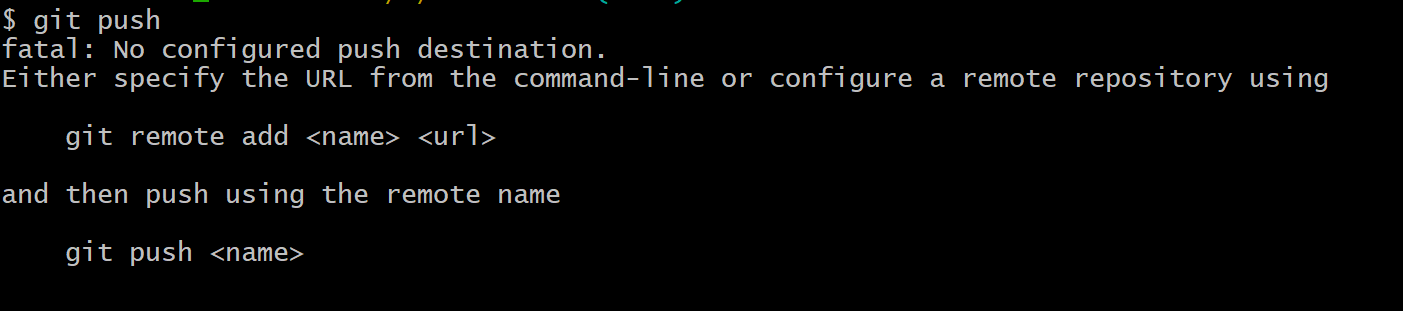 $ git push
fatal: No configured push destination.
Either specify the URL from the command-line or configure a remote repository using
git remote add <name> <url>
and then push using the remote name
git push <name>